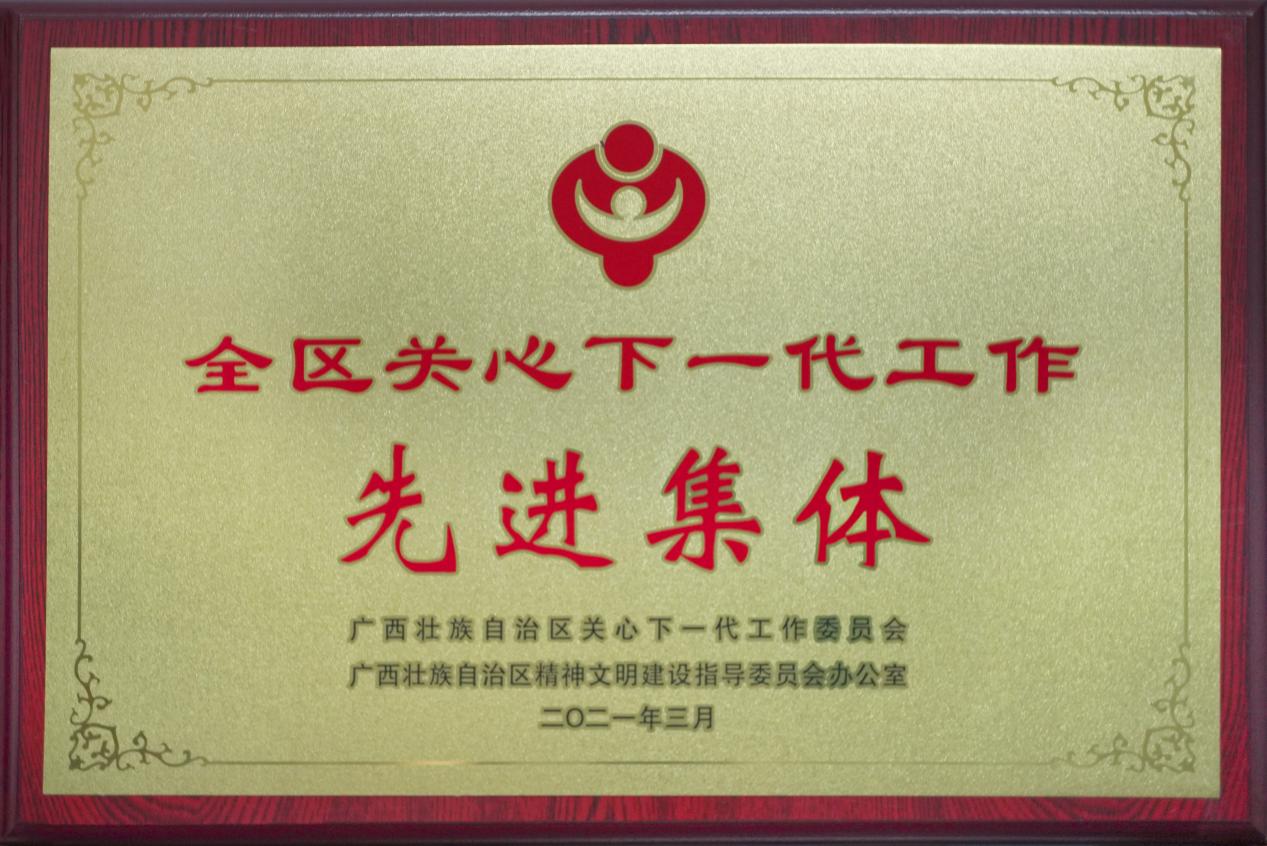 全区关心下一代工作
先进集体
广西壮族自治区关心下一代工作委员会
广西壮族自治区精神文明建设指导委员会办公室
二〇二一年三月